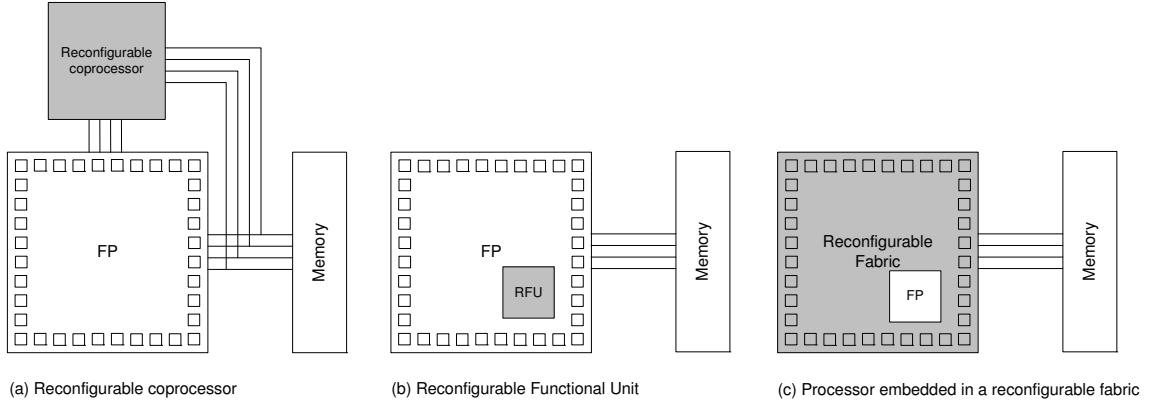 Reconfigurable
coprocessor
FP
Memory
(a) Reconfigurable coprocessor
FP
RFU
Memory
(b) Reconfigurable Functional Unit
Reconfigurable
Fabric
FP
Memory
(c) Processor embedded in a reconfigurable fabric